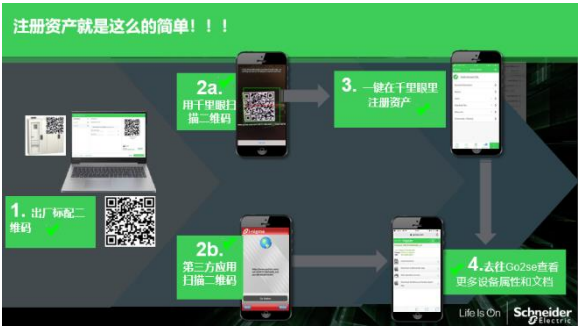 注册资产就是这么的简单！！！
2a.
用千里眼扫
描二维码
3. 一键在千里眼里
注册资产
1. 出厂标配二
维码
2b.
第三方应用
扫描二维码
4.去往Go2se查看
更多设备属性和文档
Life Is On
Schneider
Electric